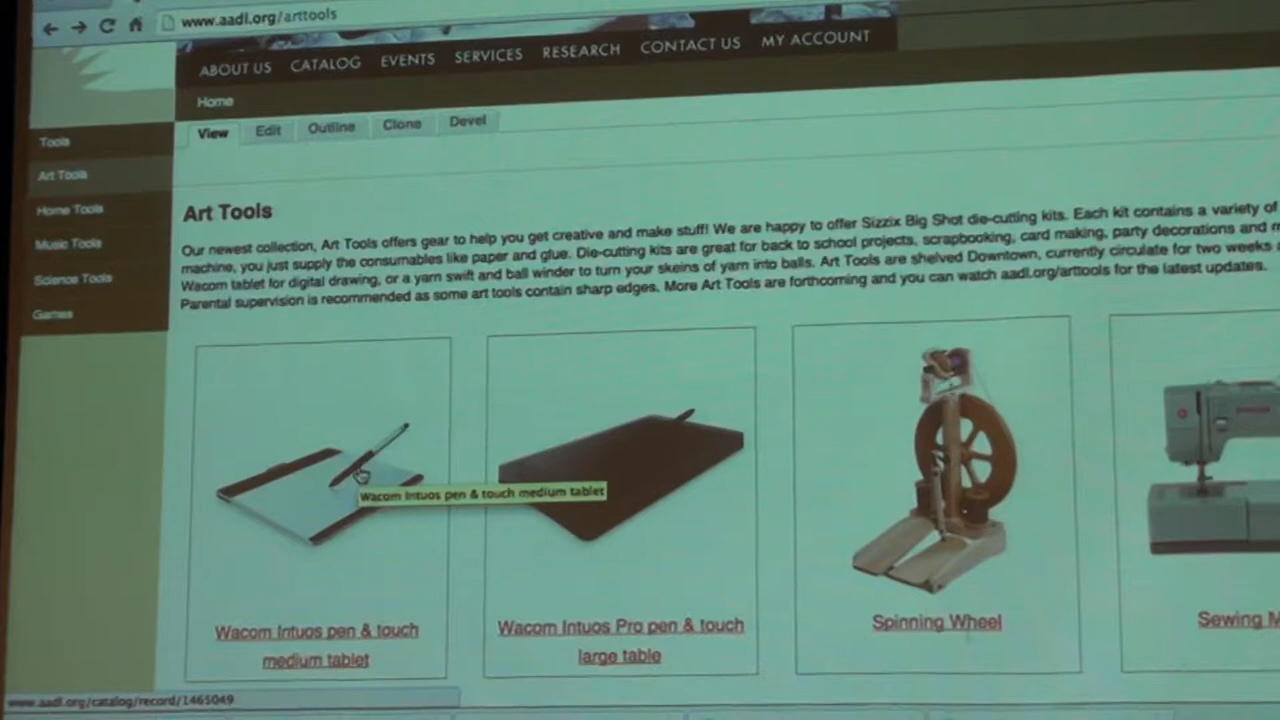 www.aadl.org/arttools
ABOUT US CATALOG EVENTS SERVICES RESEARCH CONTACT US MY ACCOUNT
Home
View Edit Outline Clone Devel
Tools
Art Tools
Home Tools
Music Tools
Science Tools
Games
Art Tools
Our newest collection, Art Tools offers gear to help you get creative and make stuff! We are happy to offer Sizzix Big Shot die-cutting kits. Each kit contains a variety of
machine, you just supply the consumables like paper and glue. Die-cutting kits are great for back to school projects, scrapbooking, card making, party decorations and
Wacom tablet for digital drawing, or a yarn swift and ball winder to turn your skeins of yarn into balls. Art Tools are shelved Downtown, currently circulate for two weeks
Parental supervision is recommended as some art tools contain sharp edges. More Art Tools are forthcoming and you can watch aadl.org/arttools for the latest updates.
Wacom Intuos pen & touch medium tablet
Wacom Intuos pen & touch
medium tablet
Wacom Intuos Pro pen & touch
large table
Spinning Wheel
Sewing M
www.aadl.org/catalog/record/1465049